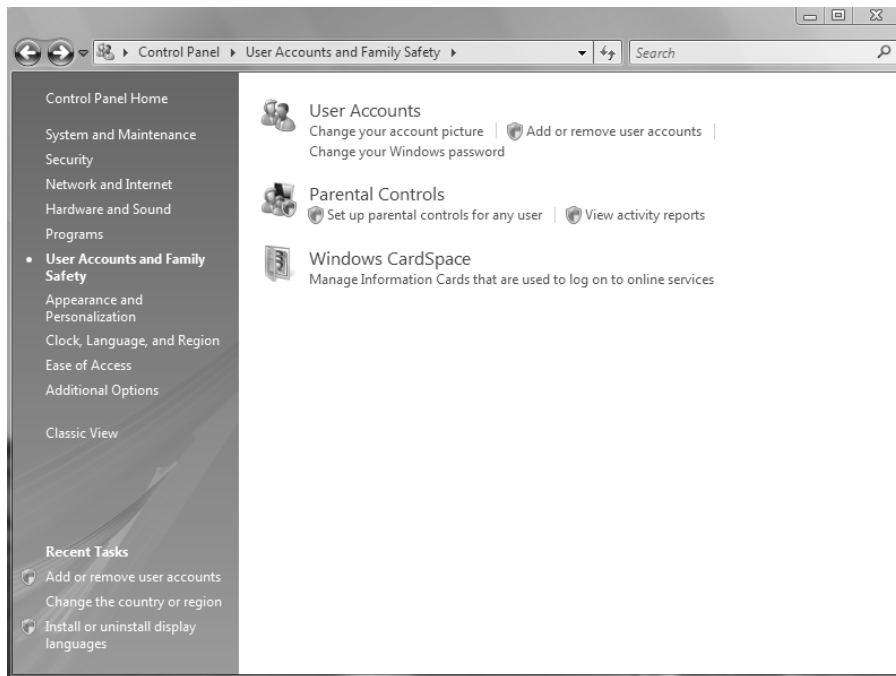 Control Panel User Accounts and Family Safety
Search
Control Panel Home
System and Maintenance
Security
Network and Internet
Hardware and Sound
Programs
User Accounts and Family
Safety
Appearance and
Personalization
Clock, Language, and Region
Ease of Access
Additional Options
Classic View
Recent Tasks
Add or remove user accounts
Change the country or region
Install or uninstall display
languages
User Accounts
Change your account picture Add or remove user accounts
Change your Windows password
Parental Controls
Set up parental controls for any user View activity reports
Windows CardSpace
Manage Information Cards that are used to log on to online services